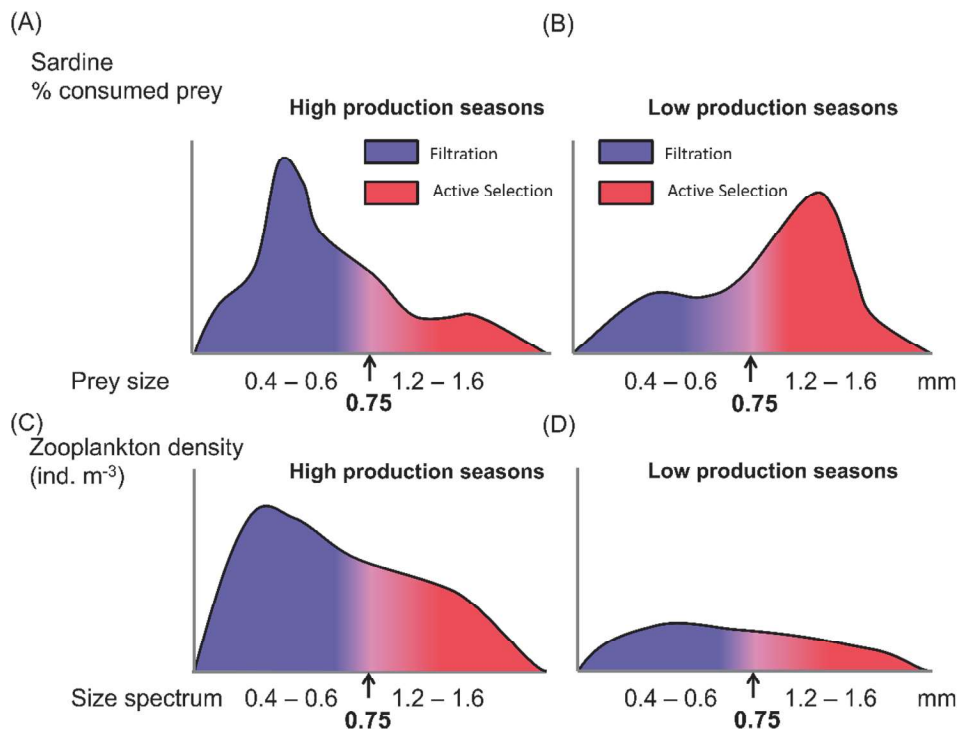 (A)
Sardine
% consumed prey
High production seasons
Filtration
Active Selection
(B)
Low production seasons
Filtration
Active Selection
Prey size
0.4 – 0.6
1.2 – 1.6
0.75
0.4 – 0.6
1.2 – 1.6
mm
0.75
(C)
Zooplankton density
(ind. m⁻³)
High production seasons
(D)
Low production seasons
Size spectrum
0.4 – 0.6
1.2 – 1.6
0.75
0.4 – 0.6
1.2 – 1.6
mm
0.75